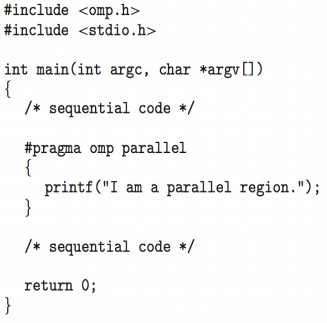 #include <omp.h>
#include <stdio.h>
int main(int argc, char *argv[])
{
/* sequential code */
#pragma omp parallel
{
printf("I am a parallel region.");
}
/* sequential code */
return 0;
}